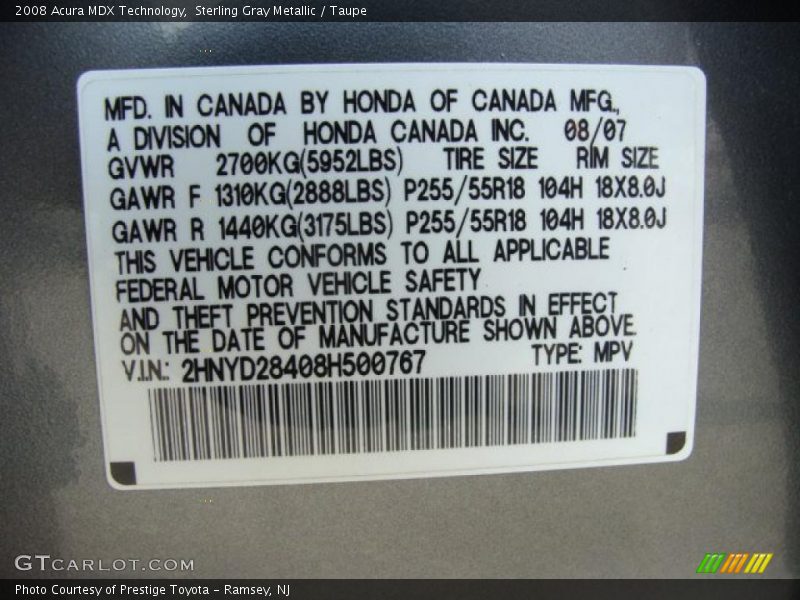 2008 Acura MDX Technology, Sterling Gray Metallic / Taupe
MFD. IN CANADA BY HONDA OF CANADA MFG.,
A DIVISION OF HONDA CANADA INC. 08/07
GVWR 2700KG(5952LBS) TIRE SIZE RIM SIZE
GAWR F 1310KG(2888LBS) P255/55R18 104H 18X8.0J
GAWR R 1440KG(3175LBS) P255/55R18 104H 18X8.0J
THIS VEHICLE CONFORMS TO ALL APPLICABLE
FEDERAL MOTOR VEHICLE SAFETY
AND THEFT PREVENTION STANDARDS IN EFFECT
ON THE DATE OF MANUFACTURE SHOWN ABOVE.
V.I.N.: 2HNYD28408H500767 TYPE: MPV
GTCARLOT.COM
Photo Courtesy of Prestige Toyota - Ramsey, NJ